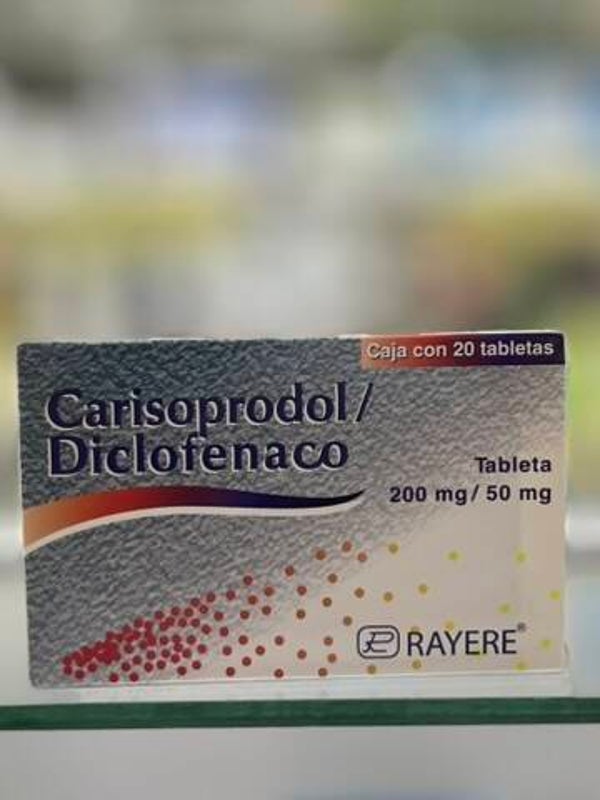 Caja con 20 tabletas
Carisoprodol/
Diclofenaco
Tableta
200 mg/ 50 mg
RAYERE®